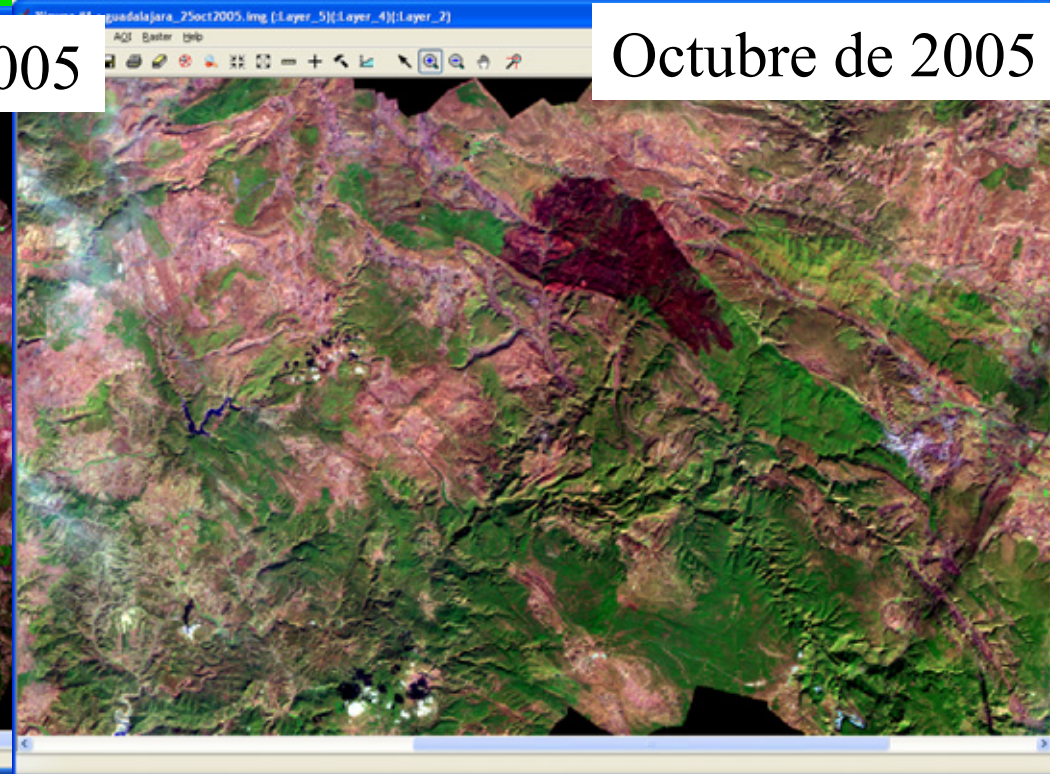 guadalajara_25oct2005.img (:Layer_5)(:Layer_4)(:Layer_2)
AOI Raster Help
005
Octubre de 2005